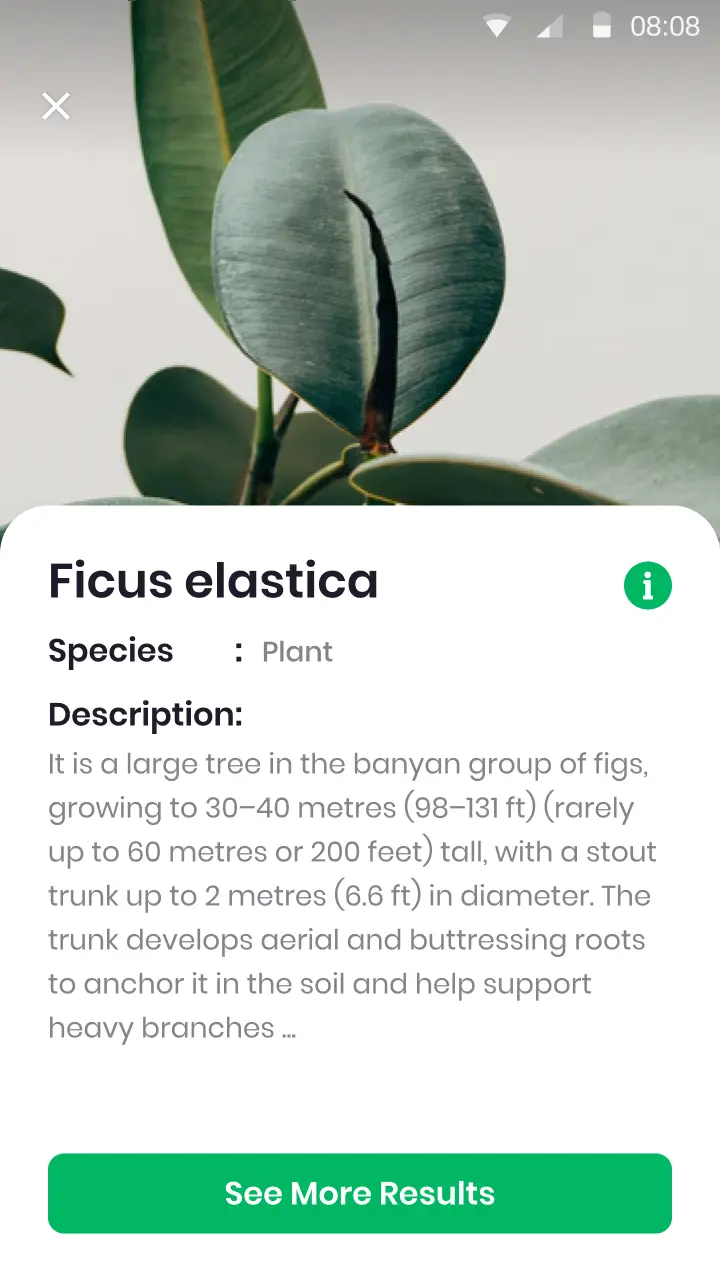 08:08
Ficus elastica
i
Species : Plant
Description:
It is a large tree in the banyan group of figs,
growing to 30–40 metres (98–131 ft) (rarely
up to 60 metres or 200 feet) tall, with a stout
trunk up to 2 metres (6.6 ft) in diameter. The
trunk develops aerial and buttressing roots
to anchor it in the soil and help support
heavy branches ...
See More Results